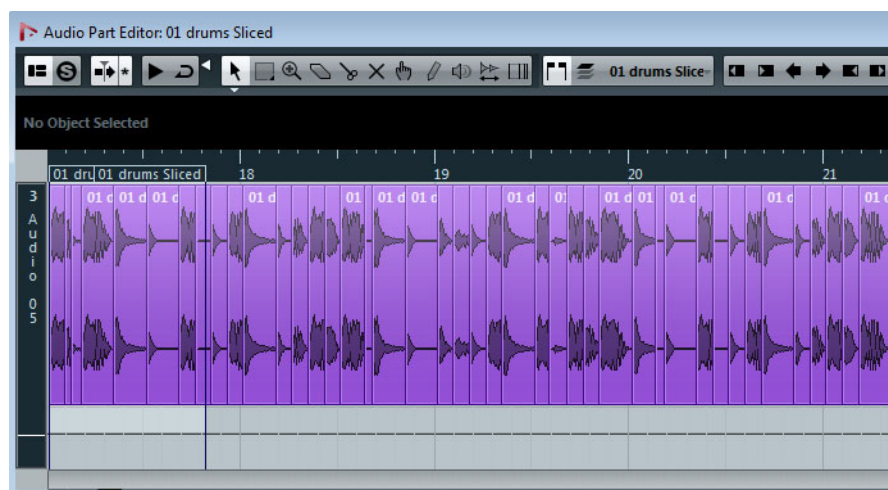 Audio Part Editor: 01 drums Sliced
01 drums Slice
No Object Selected
01 dru 01 drums Sliced 18 19 20 21
3 01 d 01 d 01 d 01 d 01 01 d 01 d 01 d 01 01 d 01 01 d 01 d 01 d
Audio 05